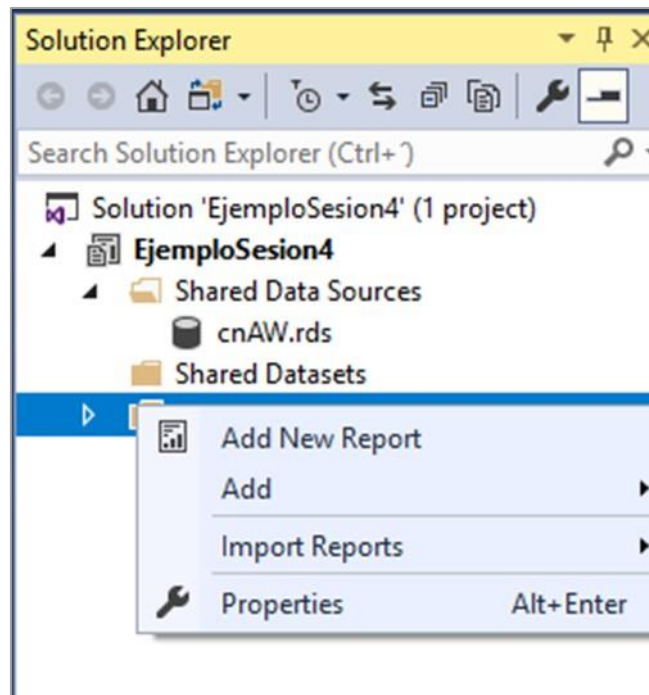 Solution Explorer
Search Solution Explorer (Ctrl+´)
Solution 'EjemploSesion4' (1 project)
EjemploSesion4
Shared Data Sources
cnAW.rds
Shared Datasets
Add New Report
Add
Import Reports
Properties Alt+Enter